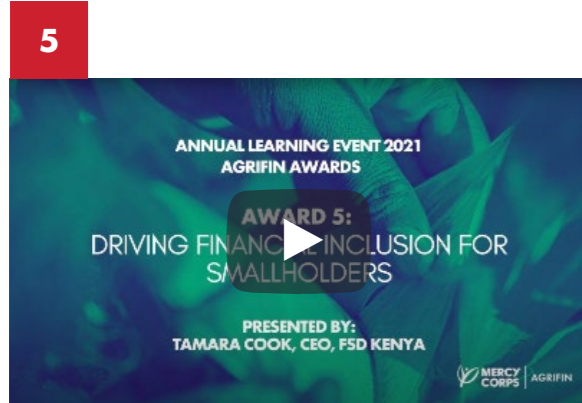 5
ANNUAL LEARNING EVENT 2021
AGRIFIN AWARDS
AWARD 5:
DRIVING FINANCIAL INCLUSION FOR
SMALLHOLDERS
PRESENTED BY:
TAMARA COOK, CEO, FSD KENYA
MERCY
CORPS
AGRIFIN